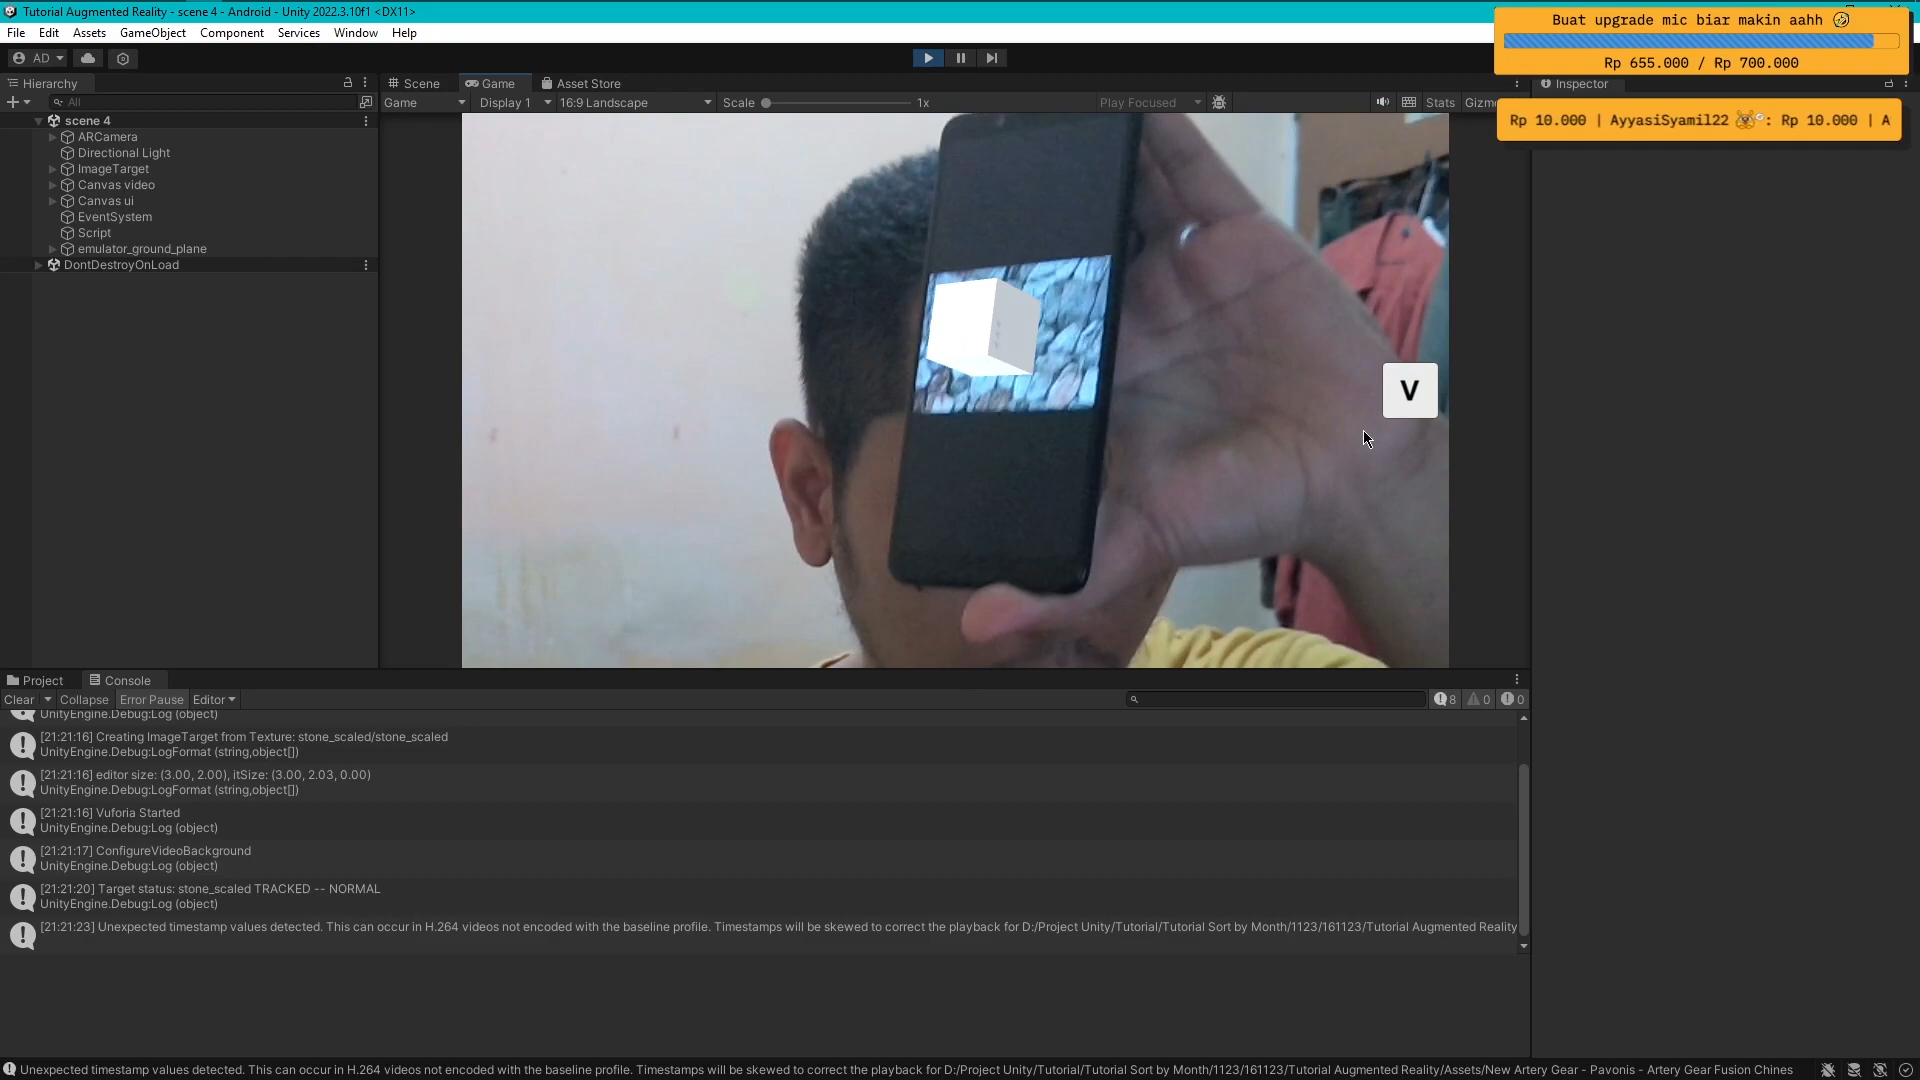 Tutorial Augmented Reality - scene 4 - Android - Unity 2022.3.10f1 <DX11>
File Edit Assets GameObject Component Services Window Help
Buat upgrade mic biar makin aahh 🤣
Rp 655.000 / Rp 700.000
AD
Hierarchy
Scene Game Asset Store
Inspector
All
Game Display 1 16:9 Landscape Scale 1x Play Focused Stats Gizm
Rp 10.000 | AyyasiSyamil22 : Rp 10.000 | A
scene 4
ARCamera
Directional Light
ImageTarget
Canvas video
Canvas ui
EventSystem
Script
emulator_ground_plane
DontDestroyOnLoad
V
Project Console
Clear Collapse Error Pause Editor 8 0 0
UnityEngine.Debug:Log (object)
[21:21:16] Creating ImageTarget from Texture: stone_scaled/stone_scaled
UnityEngine.Debug:LogFormat (string,object[])
[21:21:16] editor size: (3.00, 2.00), itSize: (3.00, 2.03, 0.00)
UnityEngine.Debug:LogFormat (string,object[])
[21:21:16] Vuforia Started
UnityEngine.Debug:Log (object)
[21:21:17] ConfigureVideoBackground
UnityEngine.Debug:Log (object)
[21:21:20] Target status: stone_scaled TRACKED -- NORMAL
UnityEngine.Debug:Log (object)
[21:21:23] Unexpected timestamp values detected. This can occur in H.264 videos not encoded with the baseline profile. Timestamps will be skewed to correct the playback for D:/Project Unity/Tutorial/Tutorial Sort by Month/1123/161123/Tutorial Augmented Reality
Unexpected timestamp values detected. This can occur in H.264 videos not encoded with the baseline profile. Timestamps will be skewed to correct the playback for D:/Project Unity/Tutorial/Tutorial Sort by Month/1123/161123/Tutorial Augmented Reality/Assets/New Artery Gear - Pavonis - Artery Gear Fusion Chines